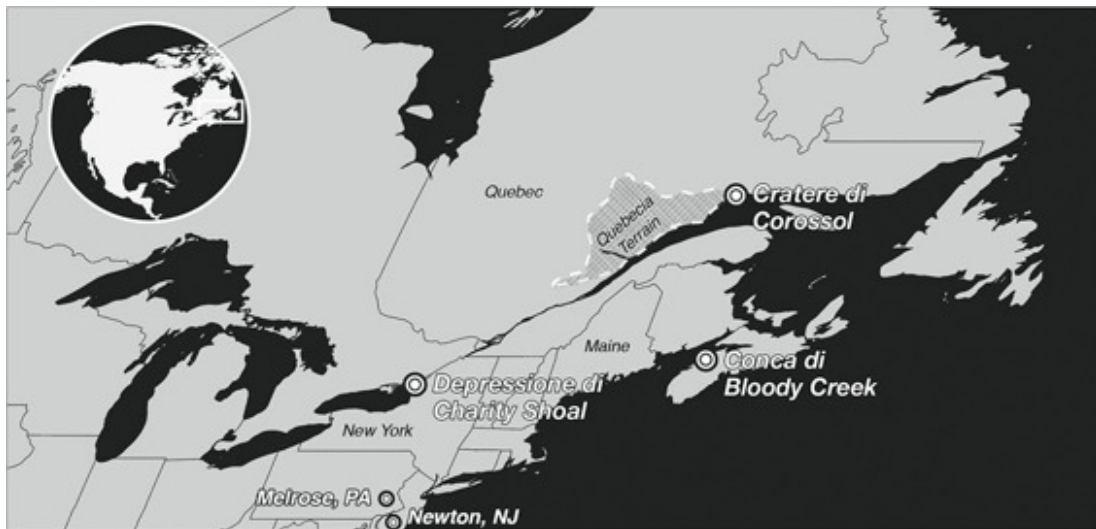 Quebec
Quebecia
Terrain
Cratere di
Corossol
Maine
Conca di
Bloody Creek
Depressione di
Charity Shoal
New York
Melrose, PA
Newton, NJ